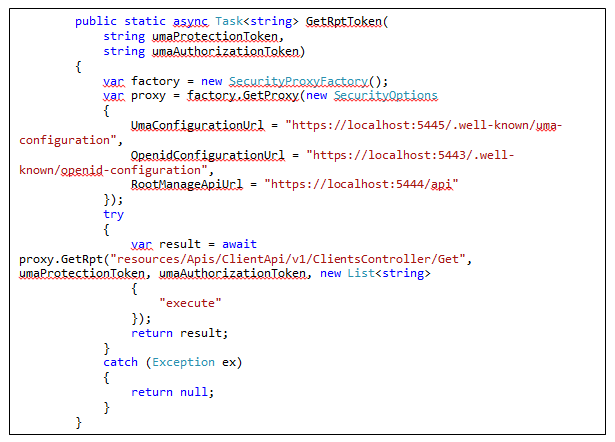 public static async Task<string> GetRptToken(
string umaProtectionToken,
string umaAuthorizationToken)
{
var factory = new SecurityProxyFactory();
var proxy = factory.GetProxy(new SecurityOptions
{
UmaConfigurationUrl = "https://localhost:5445/.well-known/uma-
configuration",
OpenidConfigurationUrl = "https://localhost:5443/.well-
known/openid-configuration",
RootManageApiUrl = "https://localhost:5444/api"
});
try
{
var result = await
proxy.GetRpt("resources/Apis/ClientApi/v1/ClientsController/Get",
umaProtectionToken, umaAuthorizationToken, new List<string>
{
"execute"
});
return result;
}
catch (Exception ex)
{
return null;
}
}